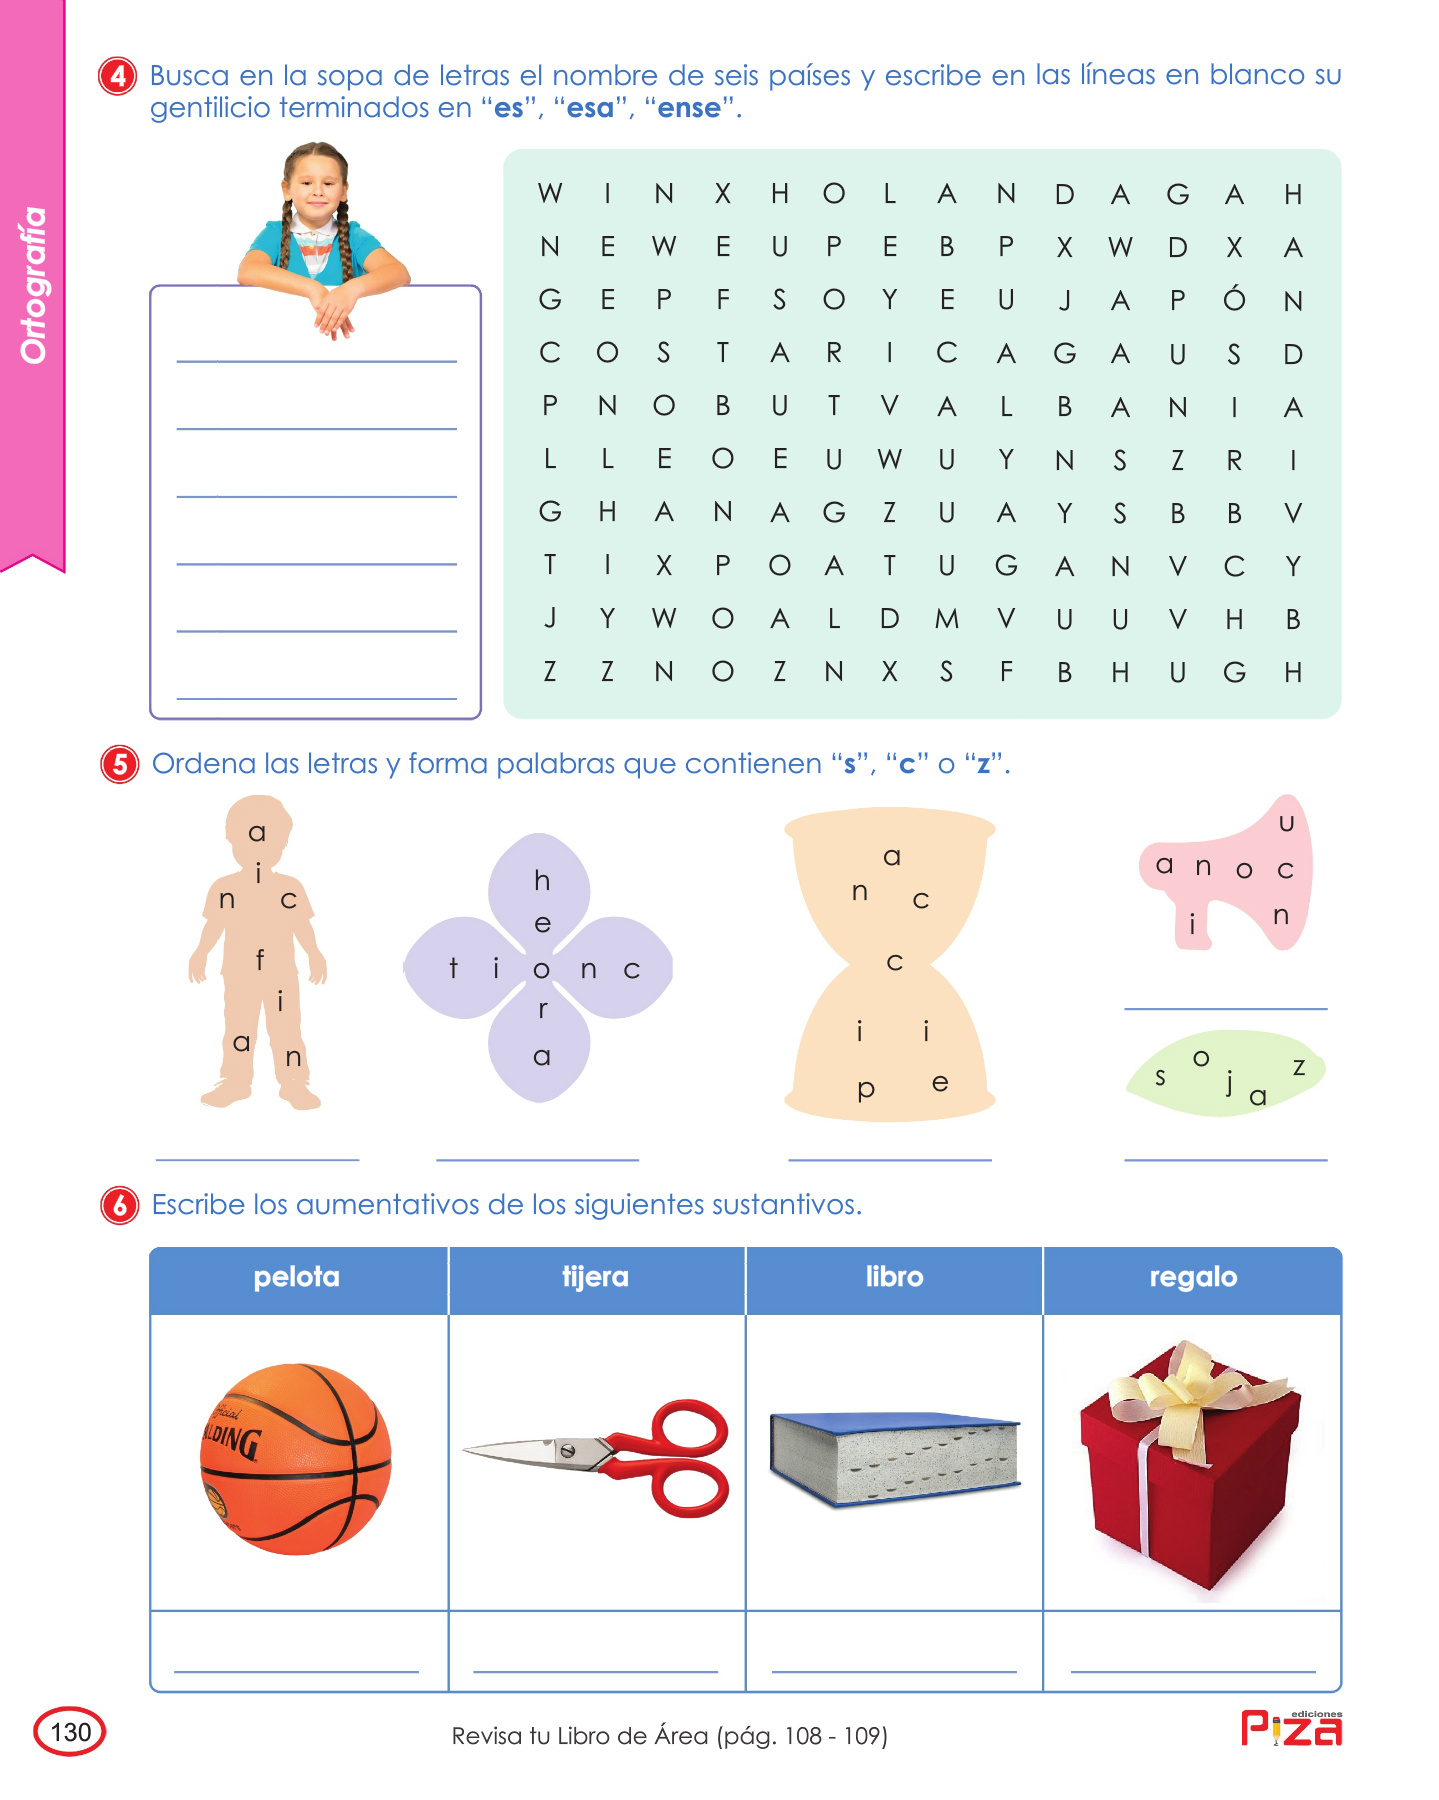 Ortografía
4 Busca en la sopa de letras el nombre de seis países y escribe en las líneas en blanco su
gentilicio terminados en “es”, “esa”, “ense”.
W I N X H O L A N D A G A H
N E W E U P E B P X W D X A
G E P F S O Y E U J A P Ó N
C O S T A R I C A G A U S D
P N O B U T V A L B A N I A
L L E O E U W U Y N S Z R I
G H A N A G Z U A Y S B B V
T I X P O A T U G A N V C Y
J Y W O A L D M V U U V H B
Z Z N O Z N X S F B H U G H
5 Ordena las letras y forma palabras que contienen “s”, “c” o “z”.
a
i
n c
f
i
a n
h
e
t i o n c
r
a
a
n c
c
i i
p e
u
a n o c
i n
s o j a z
6 Escribe los aumentativos de los siguientes sustantivos.
pelota tijera libro regalo
Official
ALDING
130
Revisa tu Libro de Área (pág. 108 - 109)
ediciones
Piza